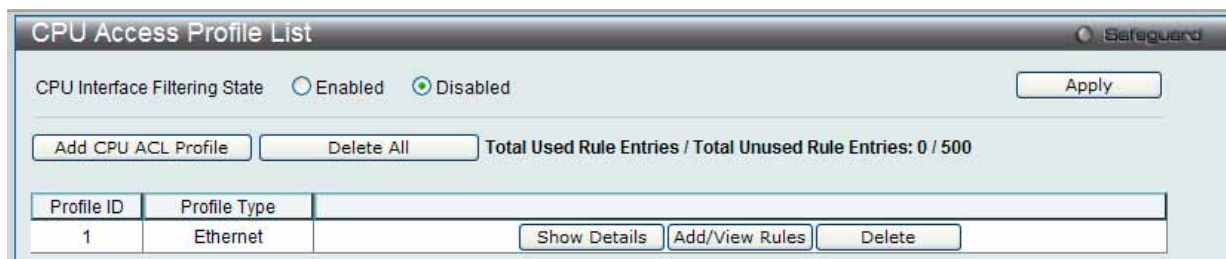 CPU Access Profile List
Safeguard
CPU Interface Filtering State Enabled Disabled Apply
Add CPU ACL Profile Delete All Total Used Rule Entries / Total Unused Rule Entries: 0 / 500
Profile ID Profile Type
1 Ethernet Show Details Add/View Rules Delete